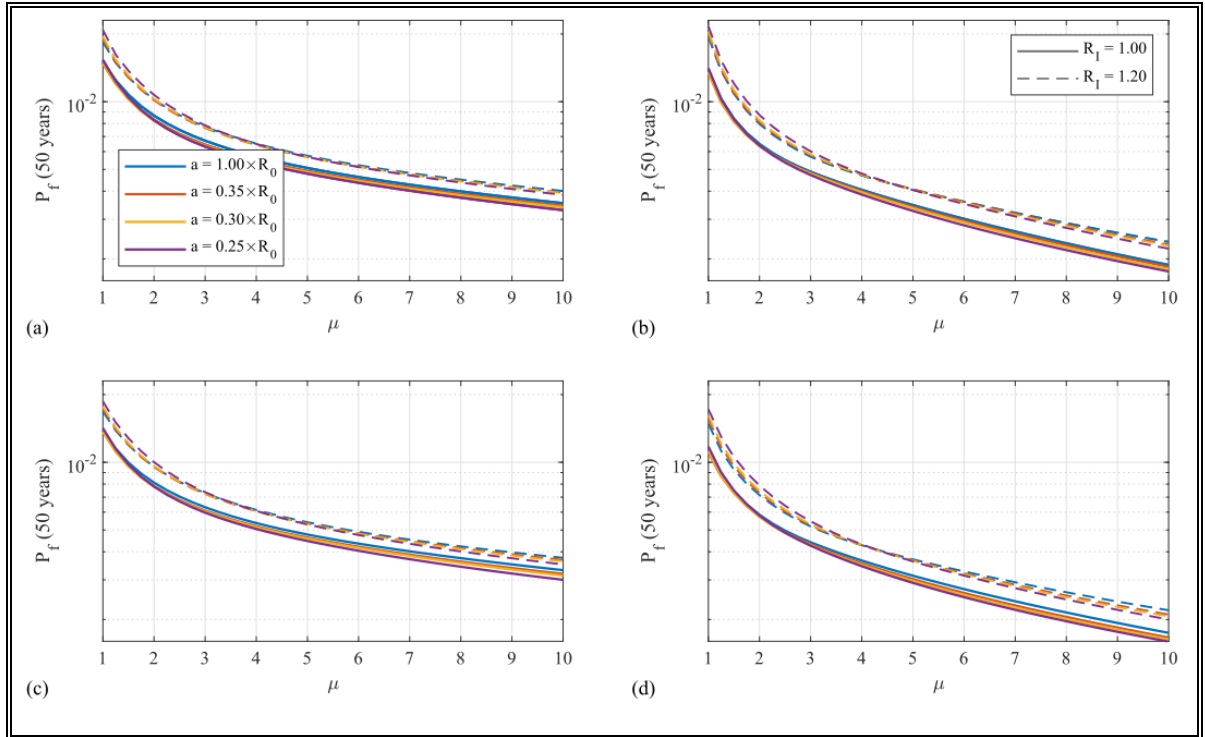 P_f (50 years)
10^-2
a = 1.00×R_0
a = 0.35×R_0
a = 0.30×R_0
a = 0.25×R_0
1 2 3 4 5 6 7 8 9 10
μ
(a)
P_f (50 years)
10^-2
R_I = 1.00
R_I = 1.20
1 2 3 4 5 6 7 8 9 10
μ
(b)
P_f (50 years)
10^-2
1 2 3 4 5 6 7 8 9 10
μ
(c)
P_f (50 years)
10^-2
1 2 3 4 5 6 7 8 9 10
μ
(d)